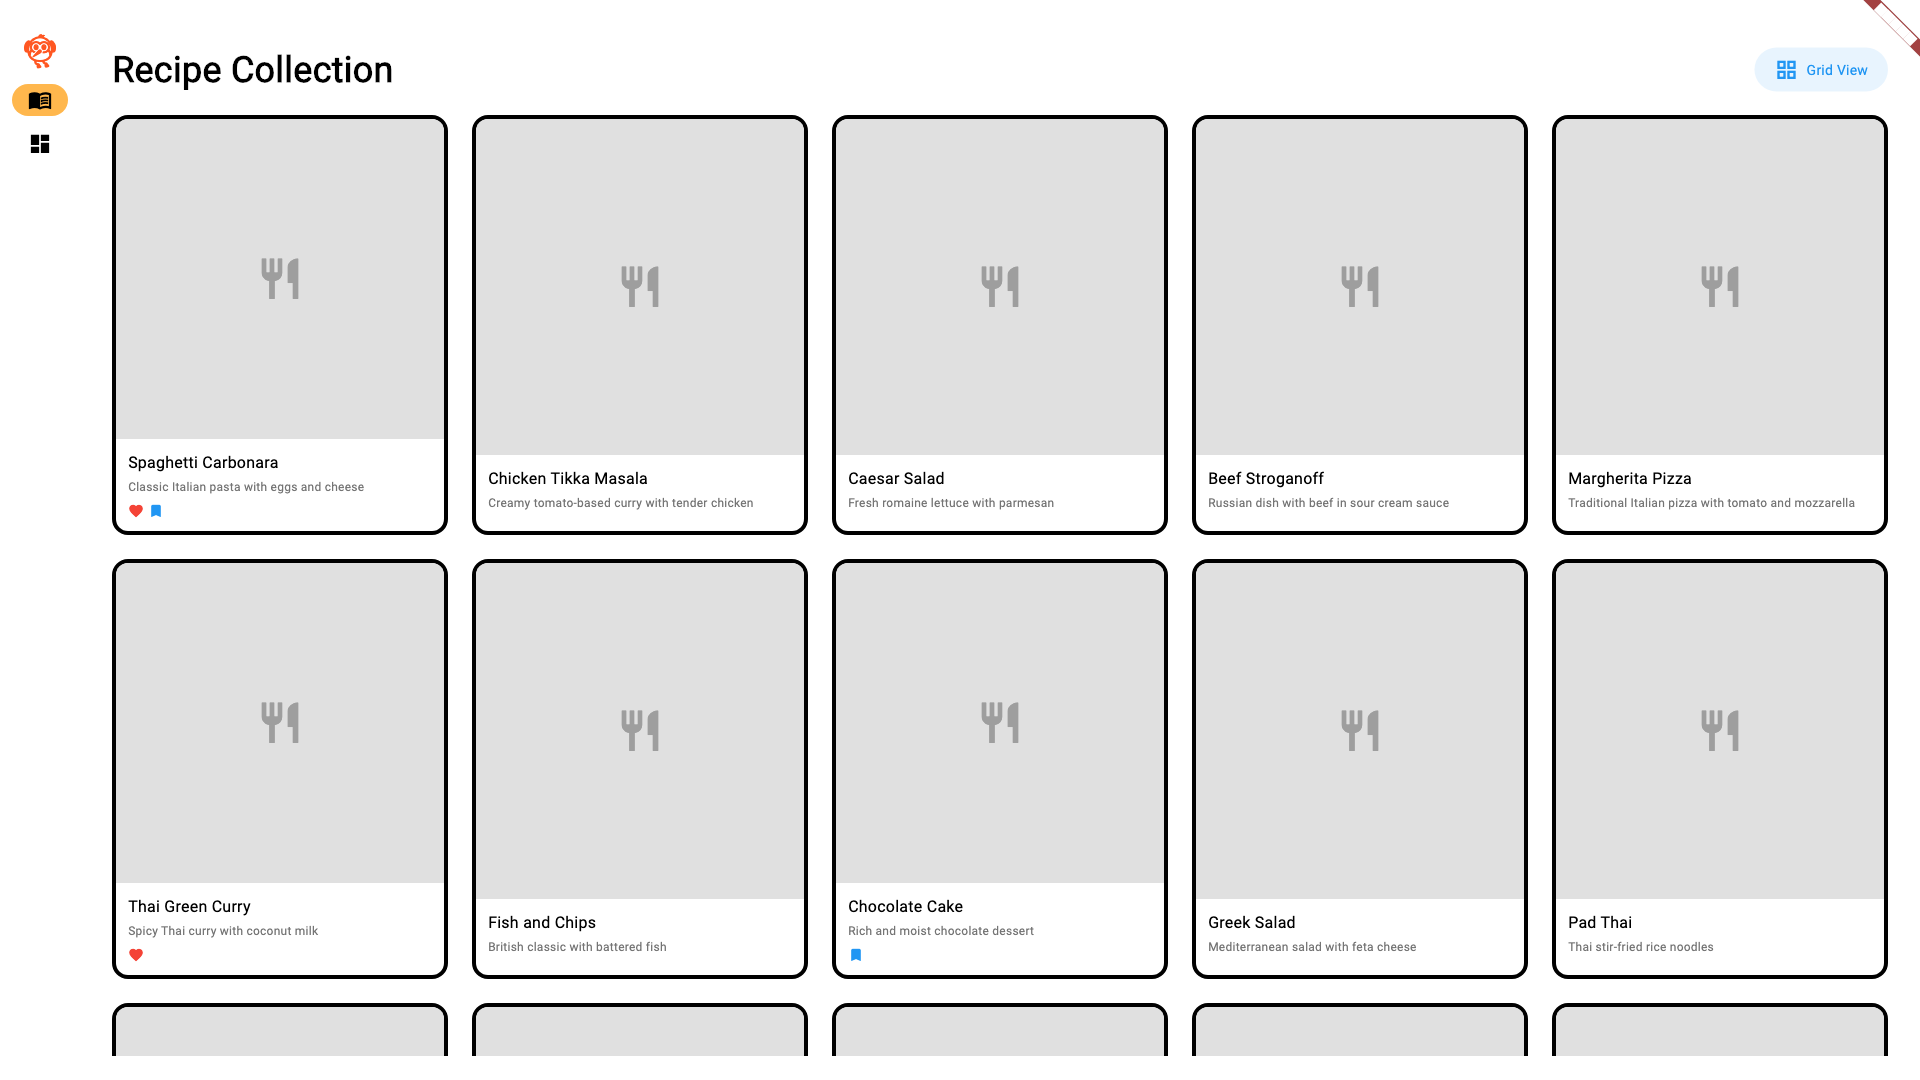 Recipe Collection
Grid View
Spaghetti Carbonara
Classic Italian pasta with eggs and cheese
Chicken Tikka Masala
Creamy tomato-based curry with tender chicken
Caesar Salad
Fresh romaine lettuce with parmesan
Beef Stroganoff
Russian dish with beef in sour cream sauce
Margherita Pizza
Traditional Italian pizza with tomato and mozzarella
Thai Green Curry
Spicy Thai curry with coconut milk
Fish and Chips
British classic with battered fish
Chocolate Cake
Rich and moist chocolate dessert
Greek Salad
Mediterranean salad with feta cheese
Pad Thai
Thai stir-fried rice noodles